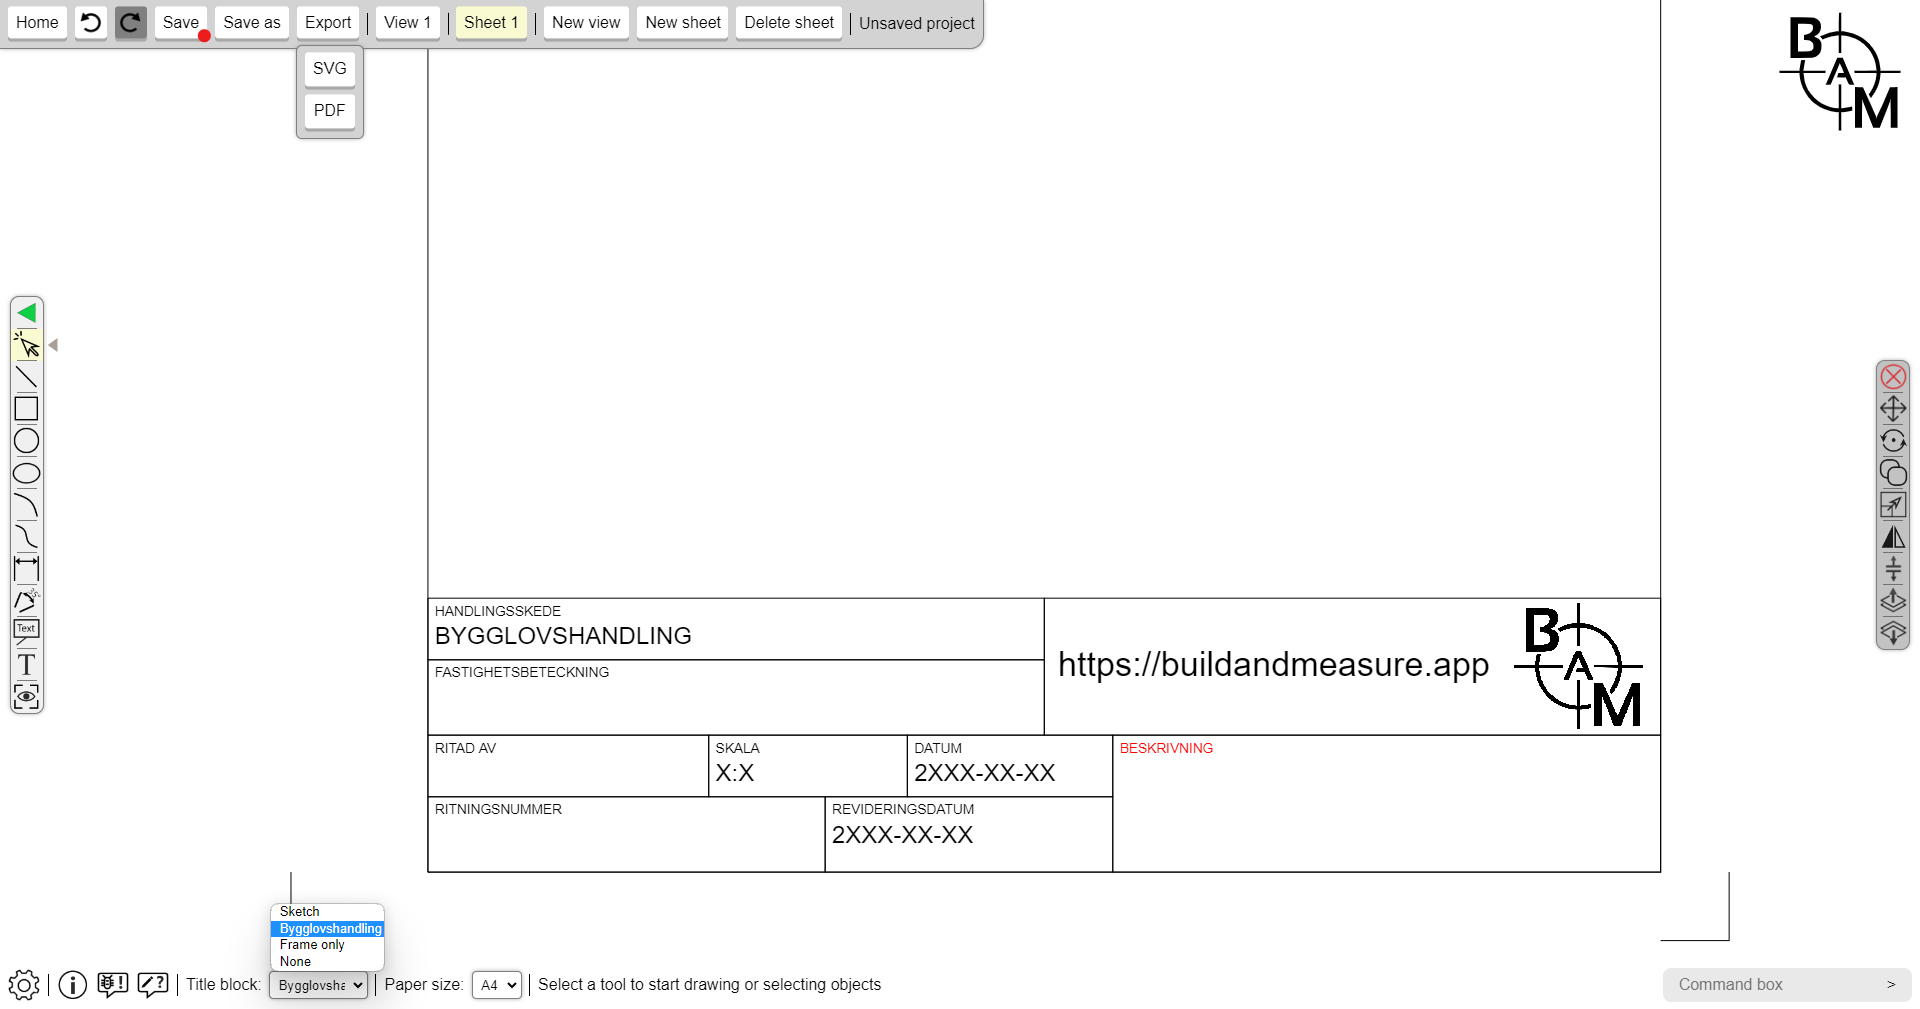 Home Save Save as Export View 1 Sheet 1 New view New sheet Delete sheet Unsaved project
SVG
PDF
B
A
M
Text
T
HANDLINGSSKEDE
BYGGLOVSHANDLING
FASTIGHETSBETECKNING
https://buildandmeasure.app
B
A
M
RITAD AV
SKALA
X:X
DATUM
2XXX-XX-XX
BESKRIVNING
RITNINGSNUMMER
REVIDERINGSDATUM
2XXX-XX-XX
Sketch
Bygglovshandling
Frame only
None
Title block: Bygglovsha Paper size: A4 Select a tool to start drawing or selecting objects
Command box >